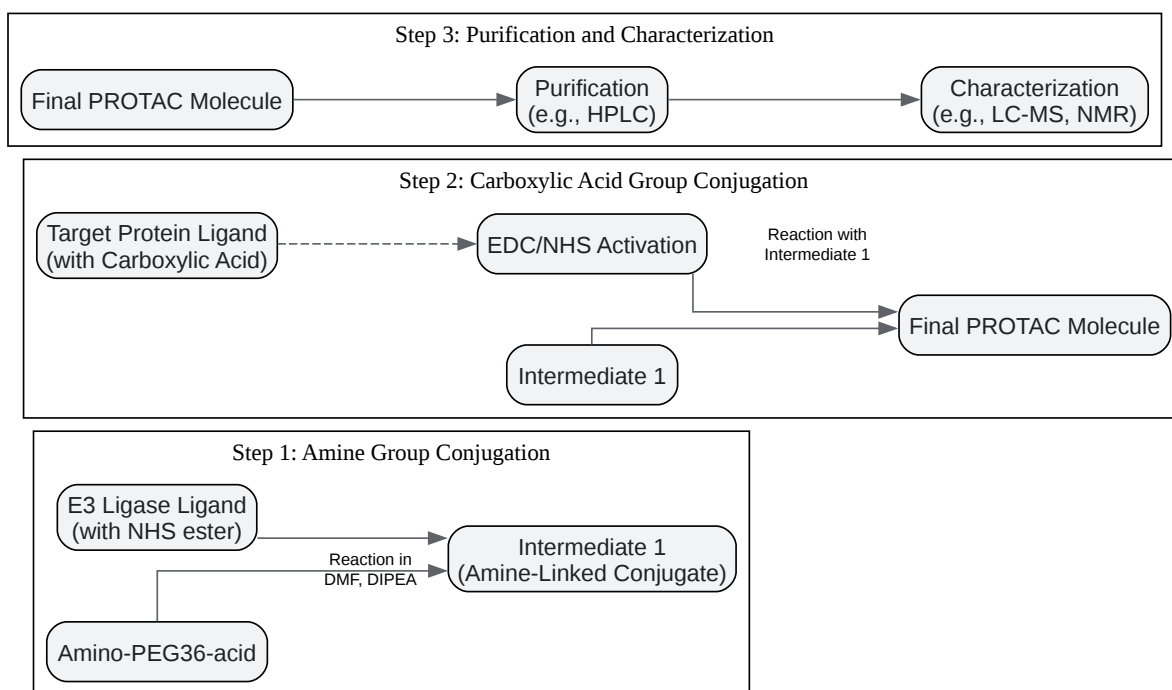 Step 3: Purification and Characterization
Final PROTAC Molecule
Purification
(e.g., HPLC)
Characterization
(e.g., LC-MS, NMR)
Step 2: Carboxylic Acid Group Conjugation
Target Protein Ligand
(with Carboxylic Acid)
EDC/NHS Activation
Reaction with
Intermediate 1
Final PROTAC Molecule
Intermediate 1
Step 1: Amine Group Conjugation
E3 Ligase Ligand
(with NHS ester)
Reaction in
DMF, DIPEA
Intermediate 1
(Amine-Linked Conjugate)
Amino-PEG36-acid